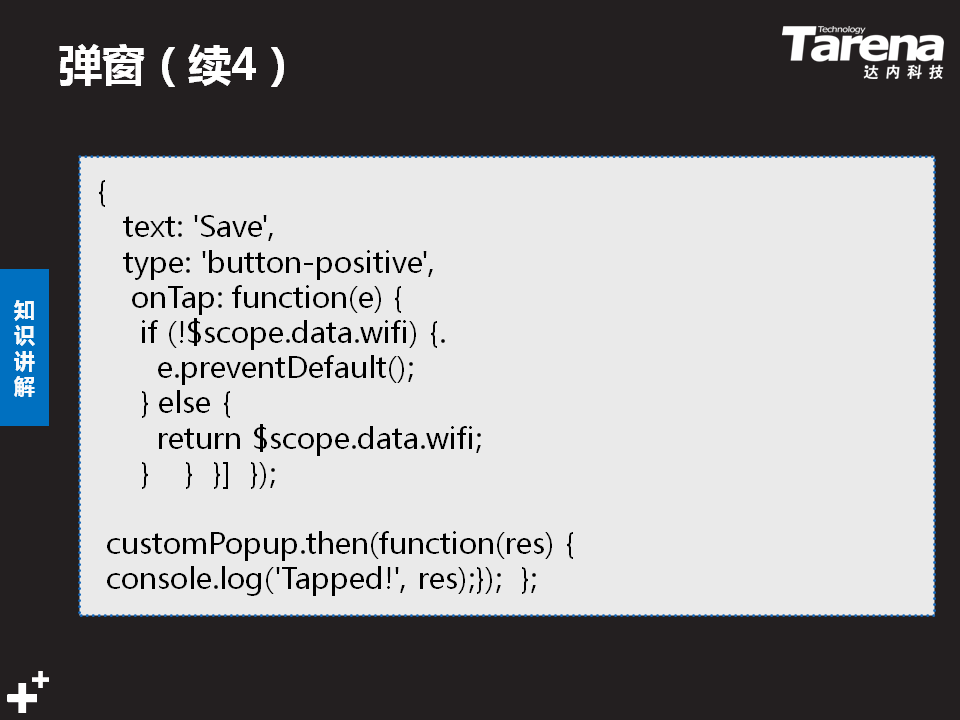 弹窗（续4）
Technology
Tarena
达内科技
知识讲解
{
text: 'Save',
type: 'button-positive',
onTap: function(e) {
if (!$scope.data.wifi) {.
e.preventDefault();
} else {
return $scope.data.wifi;
} } }] });
customPopup.then(function(res) {
console.log('Tapped!', res);}); };